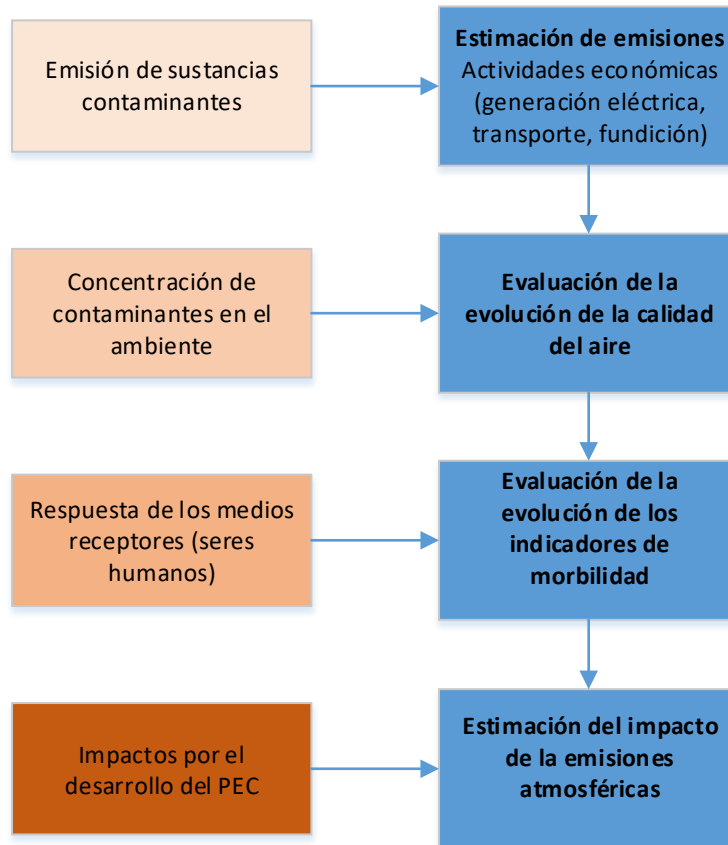 Emisión de sustancias
contaminantes
Estimación de emisiones
Actividades económicas
(generación eléctrica,
transporte, fundición)
Concentración de
contaminantes en el
ambiente
Evaluación de la
evolución de la calidad
del aire
Respuesta de los medios
receptores (seres
humanos)
Evaluación de la
evolución de los
indicadores de
morbilidad
Impactos por el
desarrollo del PEC
Estimación del impacto
de la emisiones
atmosféricas